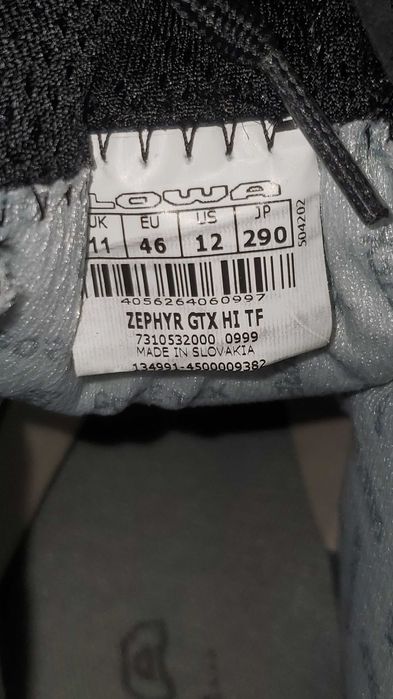 LOWA
UK EU US JP
11 46 12 290
504202
4056264060997
ZEPHYR GTX HI TF
7310532000 0999
MADE IN SLOVAKIA
134991-4500009382